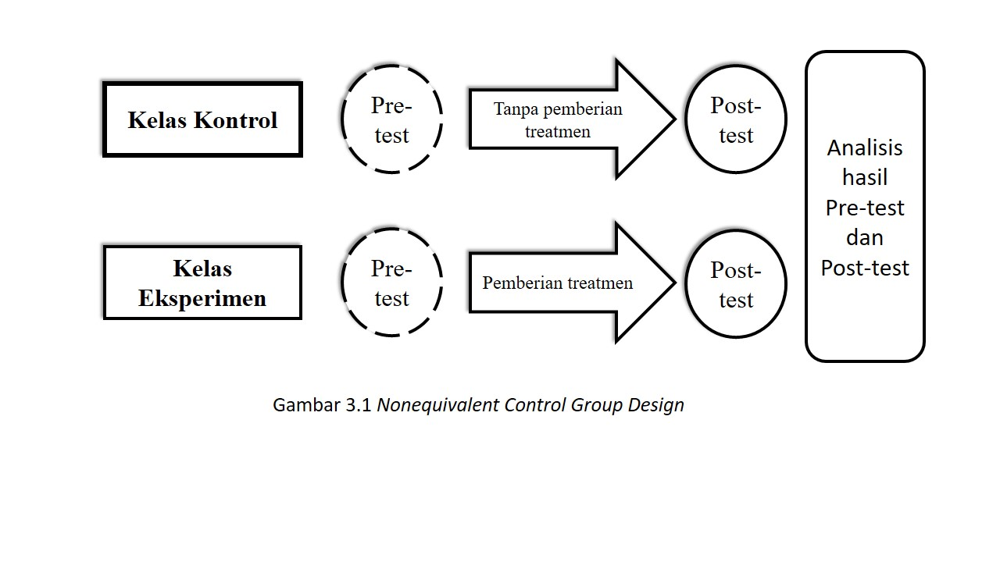 Kelas Kontrol
Pre-
test
Tanpa pemberian
treatmen
Post-
test
Kelas
Eksperimen
Pre-
test
Pemberian treatmen
Post-
test
Analisis
hasil
Pre-test
dan
Post-test
Gambar 3.1 Nonequivalent Control Group Design